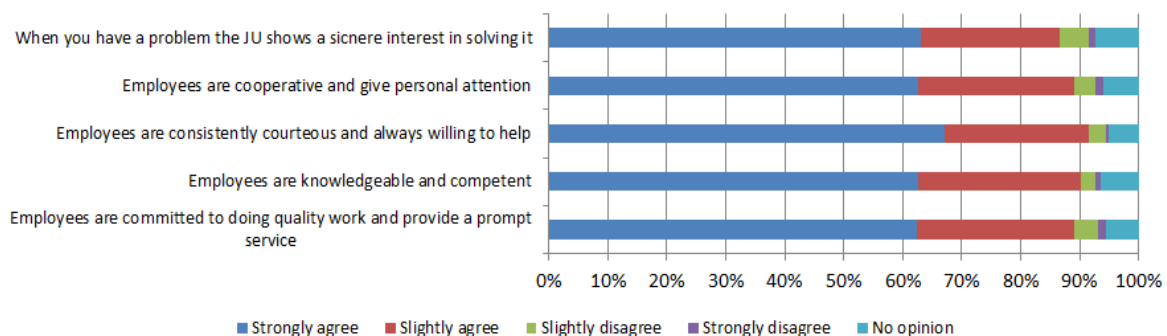 When you have a problem the JU shows a sicnere interest in solving it
Employees are cooperative and give personal attention
Employees are consistently courteous and always willing to help
Employees are knowledgeable and competent
Employees are committed to doing quality work and provide a prompt
service
0% 10% 20% 30% 40% 50% 60% 70% 80% 90% 100%
Strongly agree Slightly agree Slightly disagree Strongly disagree No opinion